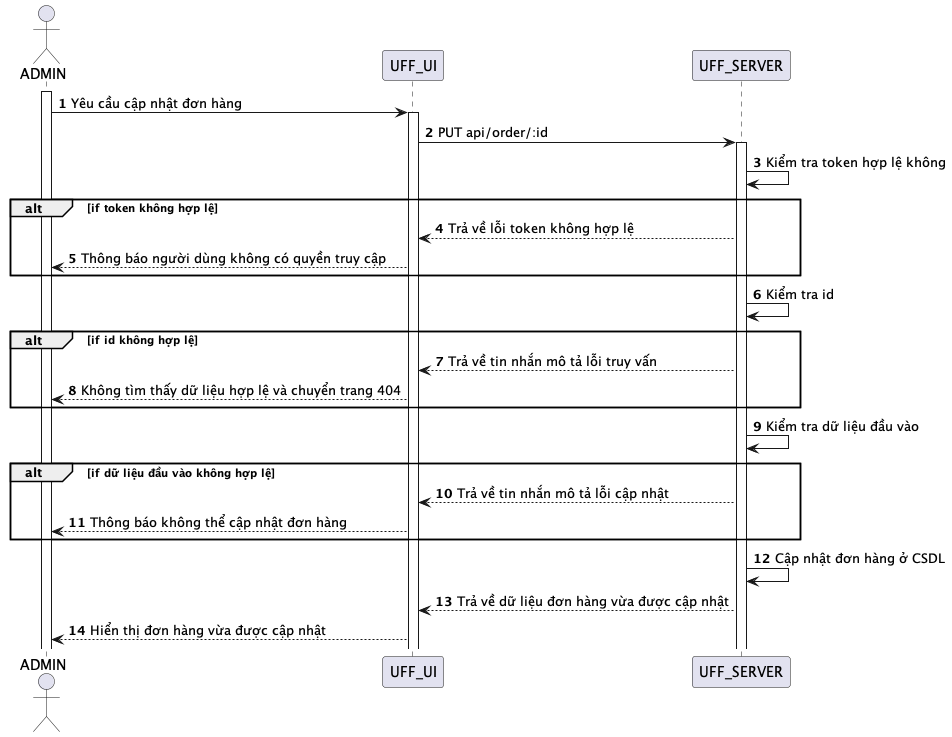 ADMIN
UFF_UI
UFF_SERVER
1 Yêu cầu cập nhật đơn hàng
2 PUT api/order/:id
3 Kiểm tra token hợp lệ không
alt [if token không hợp lệ]
4 Trả về lỗi token không hợp lệ
5 Thông báo người dùng không có quyền truy cập
6 Kiểm tra id
alt [if id không hợp lệ]
7 Trả về tin nhắn mô tả lỗi truy vấn
8 Không tìm thấy dữ liệu hợp lệ và chuyển trang 404
9 Kiểm tra dữ liệu đầu vào
alt [if dữ liệu đầu vào không hợp lệ]
10 Trả về tin nhắn mô tả lỗi cập nhật
11 Thông báo không thể cập nhật đơn hàng
12 Cập nhật đơn hàng ở CSDL
13 Trả về dữ liệu đơn hàng vừa được cập nhật
14 Hiển thị đơn hàng vừa được cập nhật
ADMIN
UFF_UI
UFF_SERVER